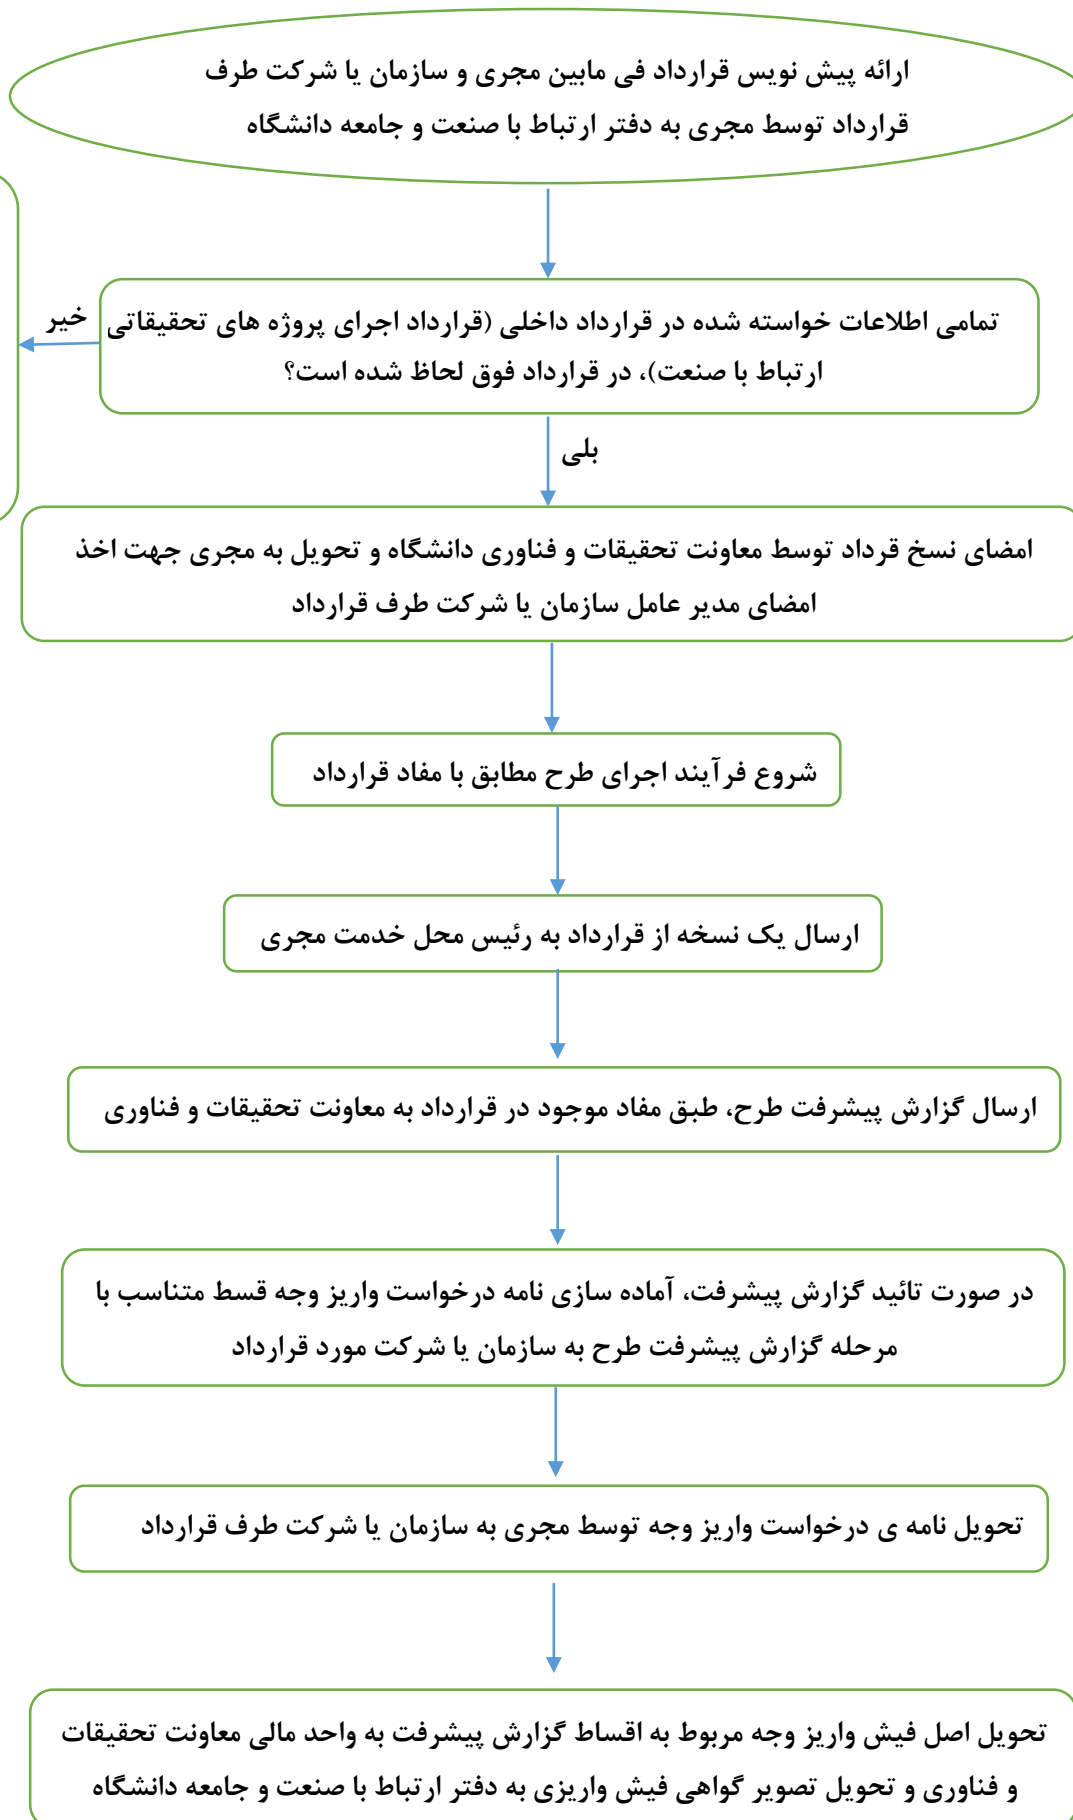 ارائه پیش نویس قرارداد فی مابین مجری و سازمان یا شرکت طرف
قرارداد توسط مجری به دفتر ارتباط با صنعت و جامعه دانشگاه
خیر
تمامی اطلاعات خواسته شده در قرارداد داخلی (قرارداد اجرای پروژه های تحقیقاتی
ارتباط با صنعت)، در قرارداد فوق لحاظ شده است؟
بلی
امضای نسخ قرداد توسط معاونت تحقیقات و فناوری دانشگاه و تحویل به مجری جهت اخذ
امضای مدیر عامل سازمان یا شرکت طرف قرارداد
شروع فرآیند اجرای طرح مطابق با مفاد قرارداد
ارسال یک نسخه از قرارداد به رئیس محل خدمت مجری
ارسال گزارش پیشرفت طرح، طبق مفاد موجود در قرارداد به معاونت تحقیقات و فناوری
در صورت تائید گزارش پیشرفت، آماده سازی نامه درخواست واریز وجه قسط متناسب با
مرحله گزارش پیشرفت طرح به سازمان یا شرکت مورد قرارداد
تحویل نامه ی درخواست واریز وجه توسط مجری به سازمان یا شرکت طرف قرارداد
تحویل اصل فیش واریز وجه مربوط به اقساط گزارش پیشرفت به واحد مالی معاونت تحقیقات
و فناوری و تحویل تصویر گواهی فیش واریزی به دفتر ارتباط با صنعت و جامعه دانشگاه